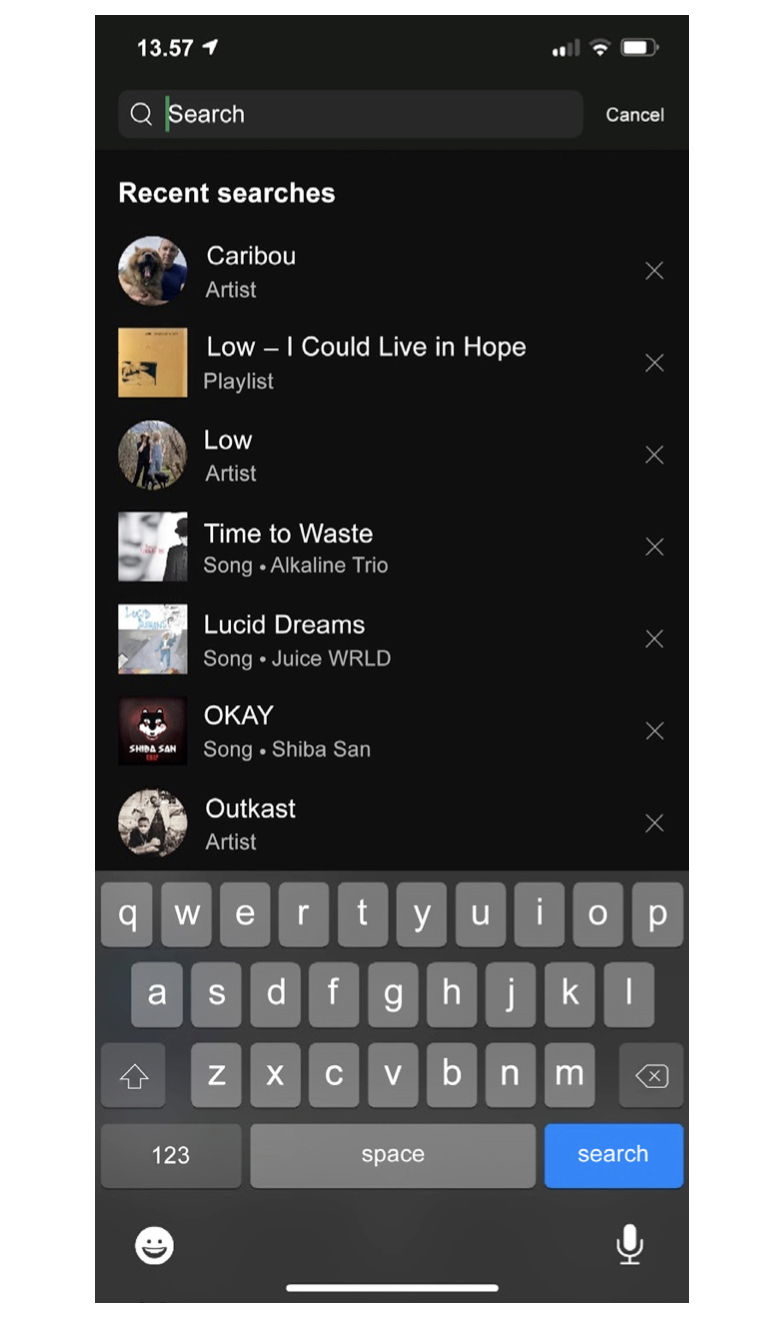 13.57
Search
Cancel
Recent searches
Caribou
Artist
Low – I Could Live in Hope
Playlist
Low
Artist
Time to Waste
Song • Alkaline Trio
LUCID
DREAMS
Lucid Dreams
Song • Juice WRLD
OKAY
SHIBA SAN
Song • Shiba San
Outkast
Artist
q w e r t y u i o p
a s d f g h j k l
z x c v b n m
123 space search